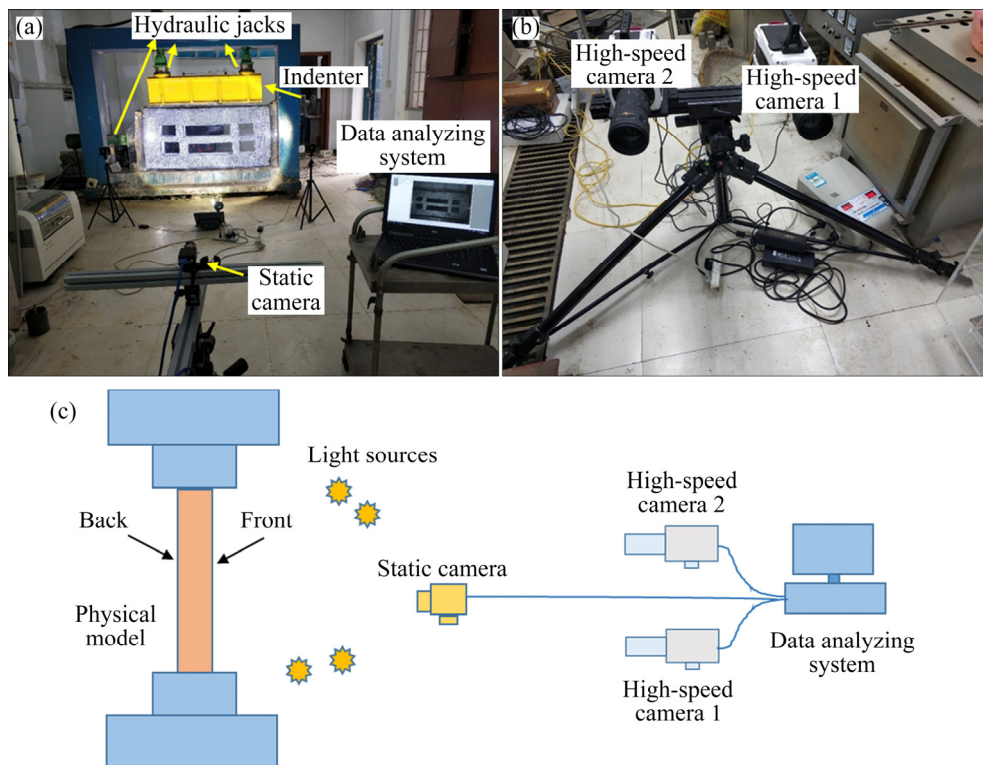 (a)
Hydraulic jacks
Indenter
Data analyzing
system
Static
camera
(b)
High-speed
camera 2
High-speed
camera 1
(c)
Light sources
High-speed
camera 2
Back
Front
Static camera
Physical
model
Data analyzing
system
High-speed
camera 1